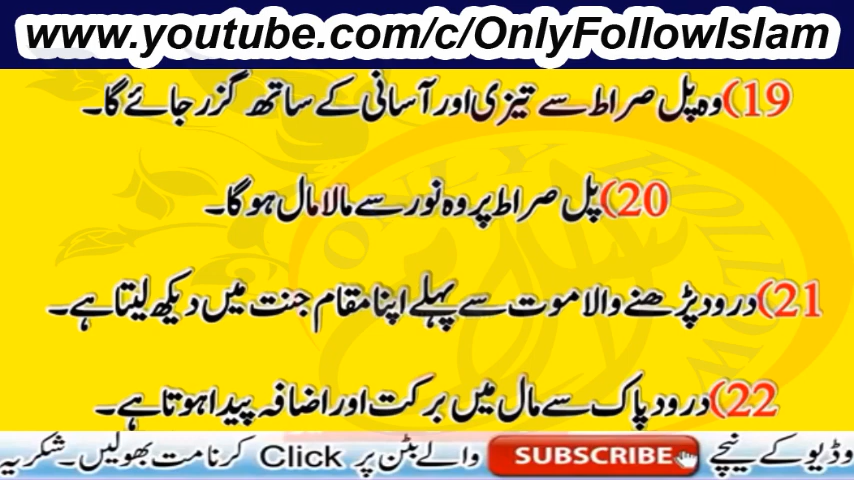 www.youtube.com/c/OnlyFollowIslam
19) وہ پل صراط سے تیزی اور آسانی کے ساتھ گزر جائے گا۔
20) پل صراط پر وہ نور سے مالا مال ہو گا۔
21) درود پڑھنے والا موت سے پہلے اپنا مقام جنت میں دیکھ لیتا ہے۔
22) درود پاک سے مال میں برکت اور اضافہ پیدا ہوتا ہے۔
وڈیو کے نیچے SUBSCRIBE والے بٹن پر Click کرنا مت بھولیں۔ شکریہ
ONLY FOLLOW